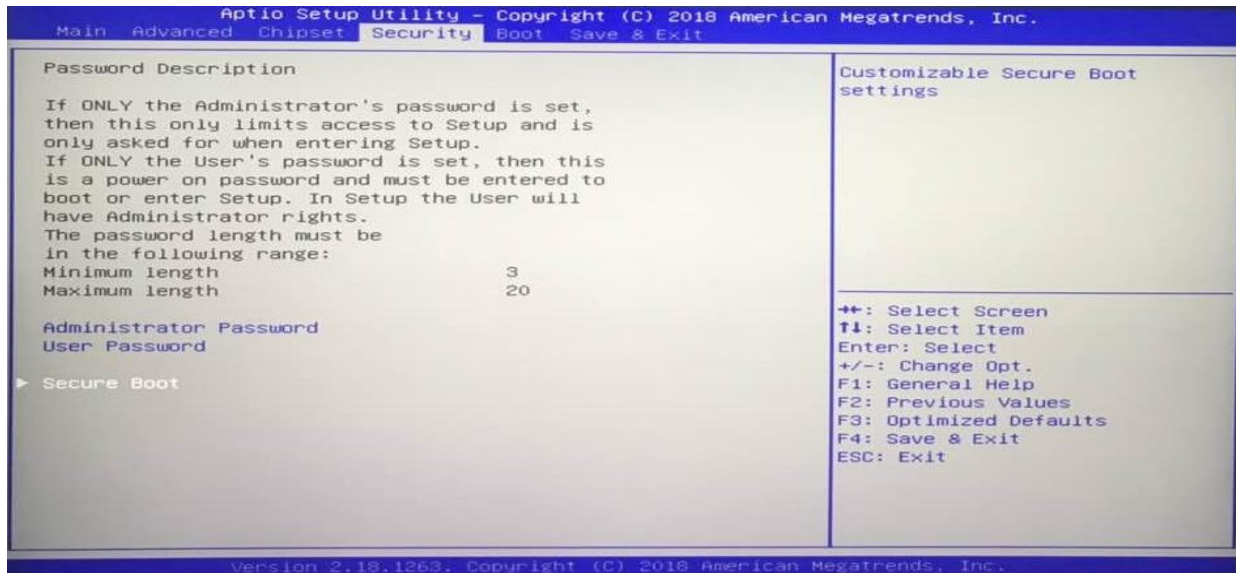 Aptio Setup Utility – Copyright (C) 2018 American Megatrends, Inc.
Main Advanced Chipset Security Boot Save & Exit
Password Description
If ONLY the Administrator's password is set,
then this only limits access to Setup and is
only asked for when entering Setup.
If ONLY the User's password is set, then this
is a power on password and must be entered to
boot or enter Setup. In Setup the User will
have Administrator rights.
The password length must be
in the following range:
Minimum length 3
Maximum length 20
Administrator Password
User Password
► Secure Boot
Customizable Secure Boot
settings
→←: Select Screen
↑↓: Select Item
Enter: Select
+/-: Change Opt.
F1: General Help
F2: Previous Values
F3: Optimized Defaults
F4: Save & Exit
ESC: Exit
Version 2.18.1263. Copyright (C) 2018 American Megatrends, Inc.